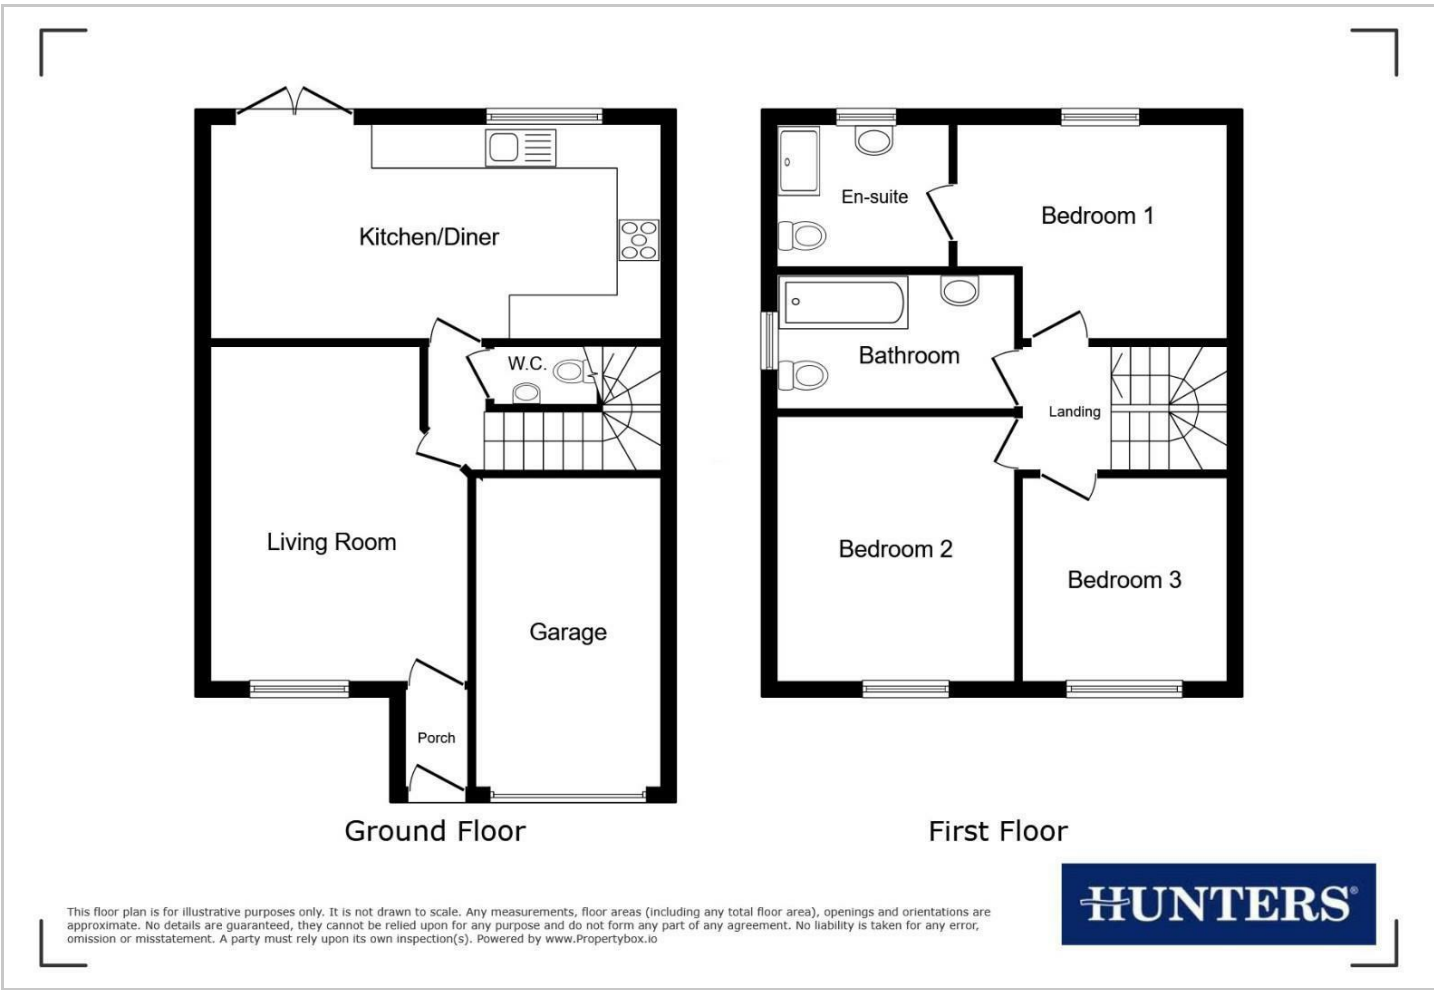 Kitchen/Diner
W.C.
Living Room
Garage
Porch
Ground Floor
En-suite
Bedroom 1
Bathroom
Landing
Bedroom 2
Bedroom 3
First Floor
HUNTERS®
This floor plan is for illustrative purposes only. It is not drawn to scale. Any measurements, floor areas (including any total floor area), openings and orientations are
approximate. No details are guaranteed, they cannot be relied upon for any purpose and do not form any part of any agreement. No liability is taken for any error,
omission or misstatement. A party must rely upon its own inspection(s). Powered by www.Propertybox.io